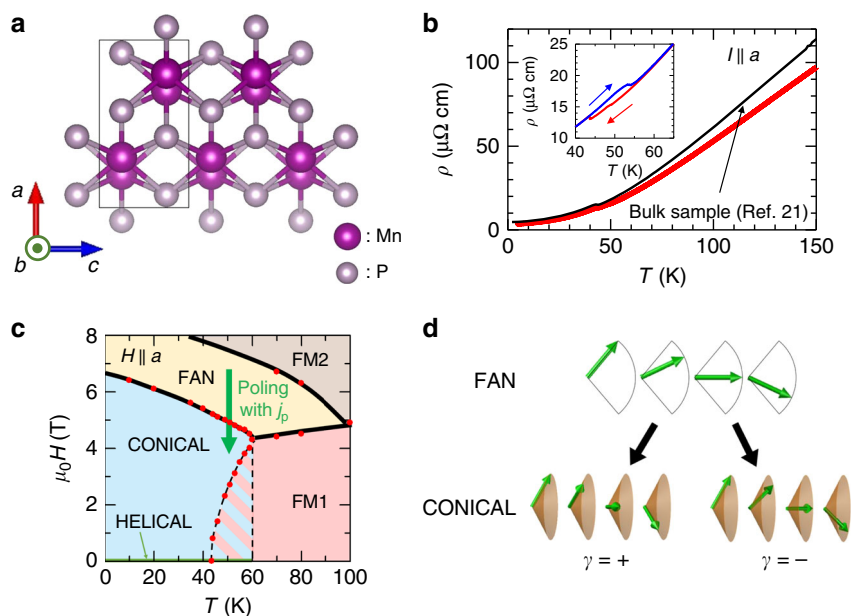 a
a
b
c
: Mn
: P
b
ρ (μΩ cm)
100
50
0
0
50
100
150
T (K)
I || a
Bulk sample (Ref. 21)
ρ (μΩ cm)
25
20
15
10
40
50
60
T (K)
c
μ₀H (T)
8
6
4
2
0
0
20
40
60
80
100
T (K)
H || a
FM2
FAN
Poling
with jₚ
CONICAL
FM1
HELICAL
d
FAN
CONICAL
γ = +
γ = −